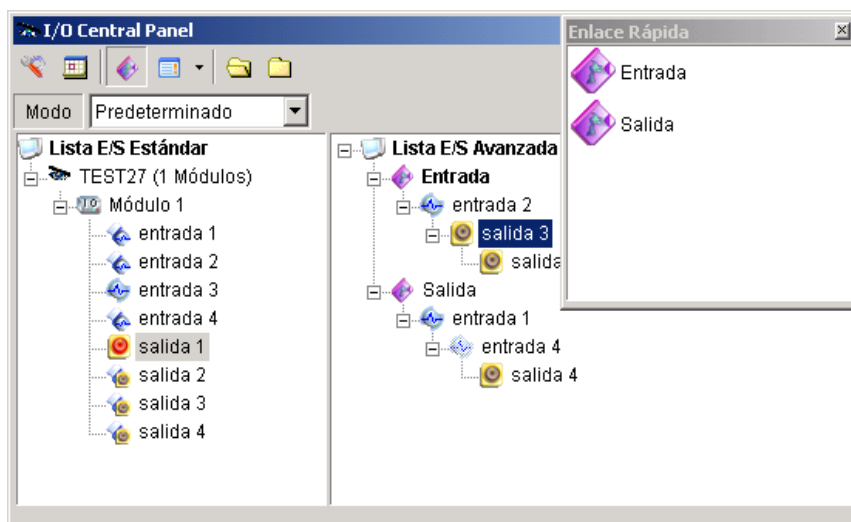 I/O Central Panel
Modo Predeterminado
Lista E/S Estándar
TEST27 (1 Módulos)
Módulo 1
entrada 1
entrada 2
entrada 3
entrada 4
salida 1
salida 2
salida 3
salida 4
Lista E/S Avanzada
Entrada
entrada 2
salida 3
salida
Salida
entrada 1
entrada 4
salida 4
Enlace Rápida
Entrada
Salida